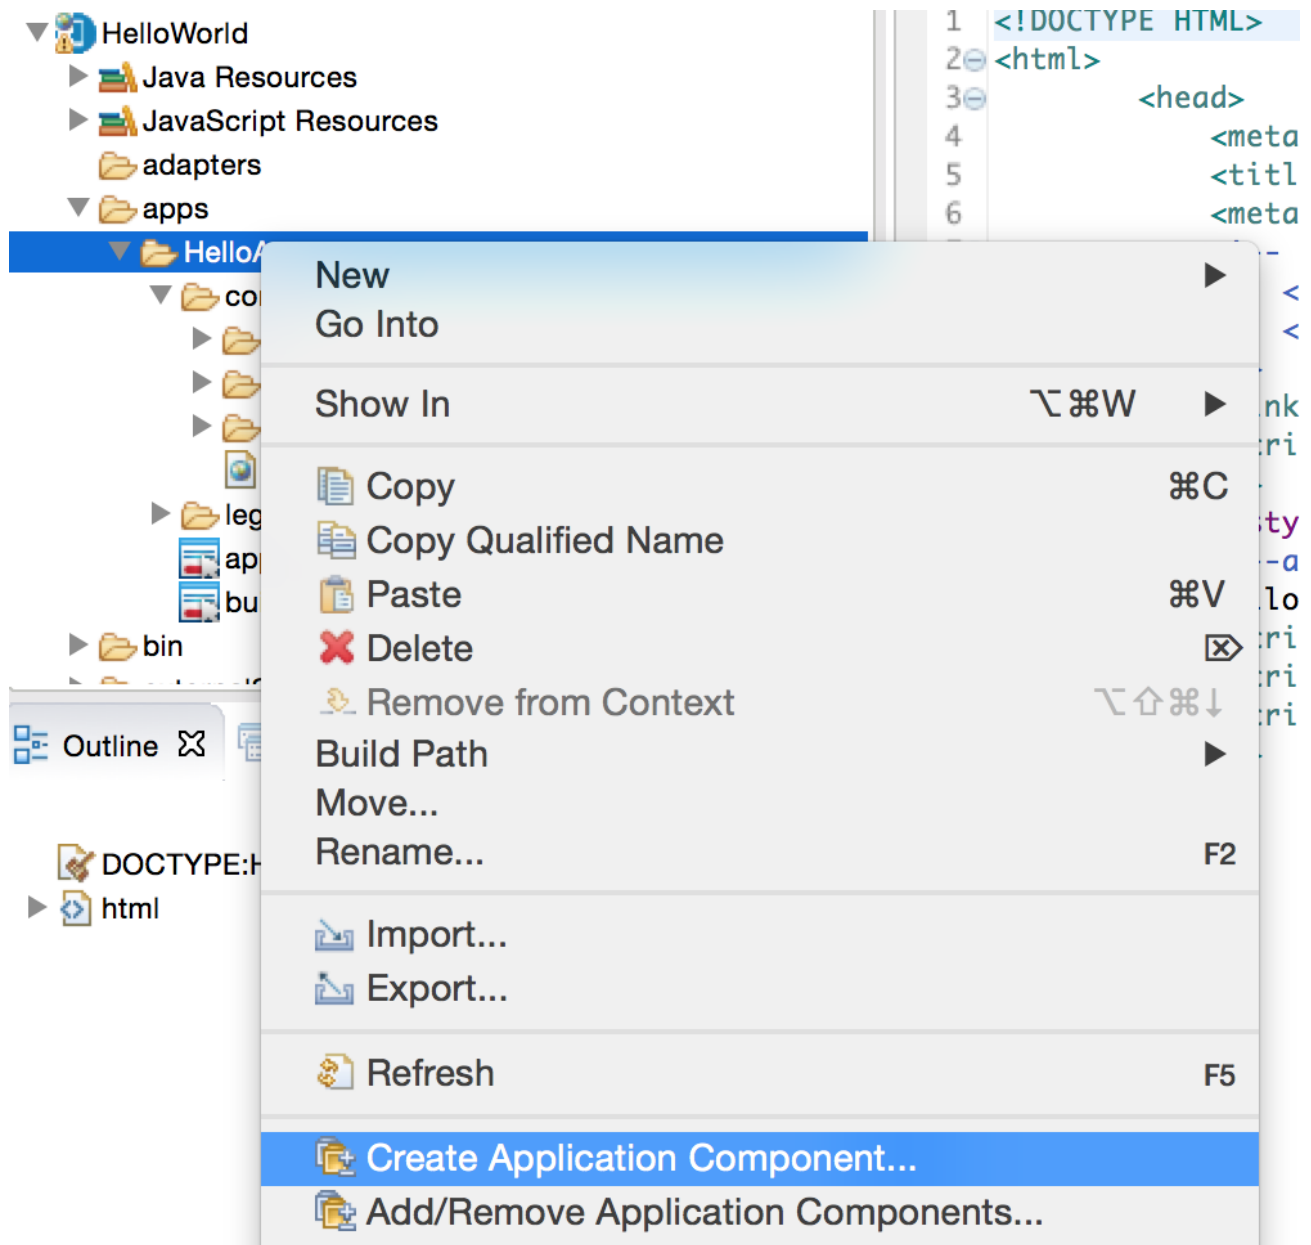 HelloWorld
Java Resources
JavaScript Resources
adapters
apps
bin
Outline
html
1 <!DOCTYPE HTML>
2 <html>
3 <head>
4 <meta
5
6 <meta
New
Go Into
Show In ⌥⌘W
Copy ⌘C
Copy Qualified Name
Paste ⌘V
Delete ⌦
Remove from Context ⌥⇧⌘↓
Build Path
Move...
Rename... F2
Import...
Export...
Refresh F5
Create Application Component...
Add/Remove Application Components...